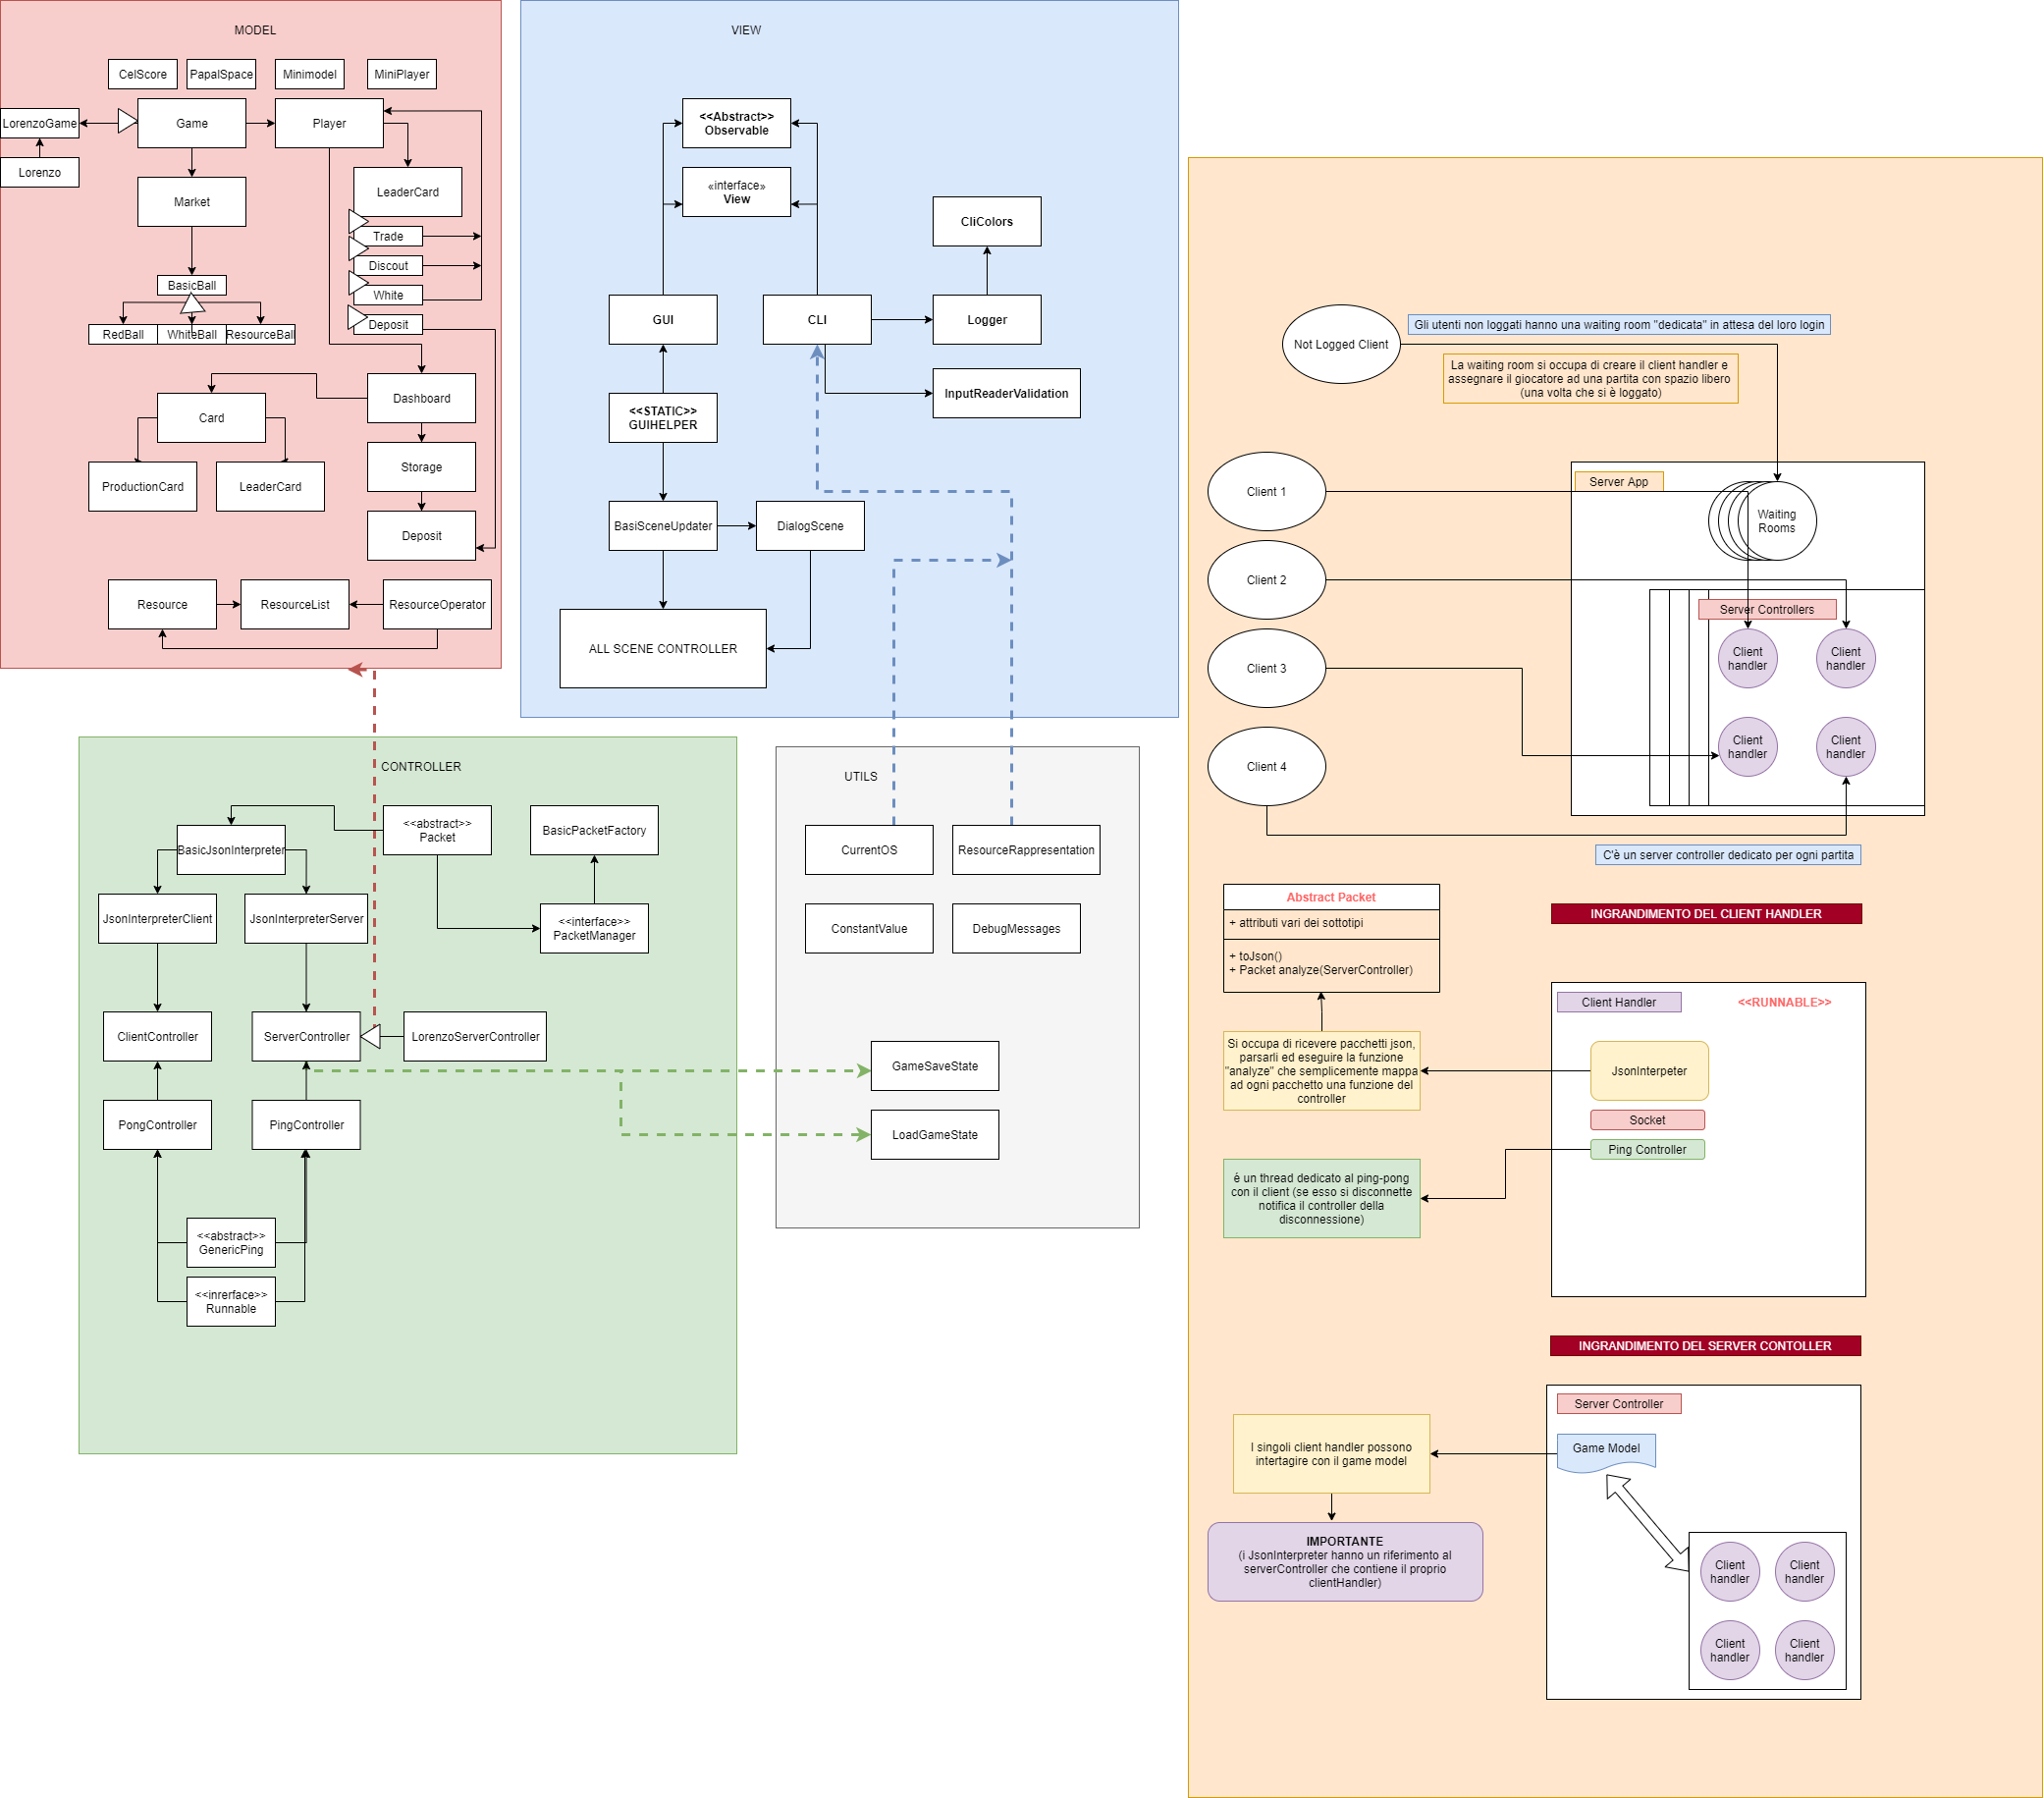 MODEL
CelScore
PapalSpace
Minimodel
MiniPlayer
LorenzoGame
Game
Player
Lorenzo
Market
LeaderCard
Trade
Discout
White
Deposit
BasicBall
RedBall
WhiteBall
ResourceBall
Dashboard
Card
Storage
ProductionCard
LeaderCard
Deposit
Resource
ResourceList
ResourceOperator
VIEW
<<Abstract>>
Observable
«interface»
View
CliColors
GUI
CLI
Logger
InputReaderValidation
<<STATIC>>
GUIHELPER
BasiSceneUpdater
DialogScene
ALL SCENE CONTROLLER
CONTROLLER
<<abstract>>
Packet
BasicPacketFactory
BasicJsonInterpreter
JsonInterpreterClient
JsonInterpreterServer
<<interface>>
PacketManager
ClientController
ServerController
LorenzoServerController
PongController
PingController
<<abstract>>
GenericPing
<<inrerface>>
Runnable
UTILS
CurrentOS
ResourceRappresentation
ConstantValue
DebugMessages
GameSaveState
LoadGameState
Not Logged Client
Gli utenti non loggati hanno una waiting room "dedicata" in attesa del loro login
La waiting room si occupa di creare il client handler e
assegnare il giocatore ad una partita con spazio libero
(una volta che si è loggato)
Client 1
Client 2
Client 3
Client 4
Server App
Waiting
Rooms
Server Controllers
Client
handler
Client
handler
Client
handler
Client
handler
C'è un server controller dedicato per ogni partita
Abstract Packet
+ attributi vari dei sottotipi
+ toJson()
+ Packet analyze(ServerController)
INGRANDIMENTO DEL CLIENT HANDLER
Client Handler
<<RUNNABLE>>
Si occupa di ricevere pacchetti json,
parsarli ed eseguire la funzione
"analyze" che semplicemente mappa
ad ogni pacchetto una funzione del
controller
JsonInterpeter
Socket
Ping Controller
é un thread dedicato al ping-pong
con il client (se esso si disconnette
notifica il controller della
disconnessione)
INGRANDIMENTO DEL SERVER CONTOLLER
Server Controller
Game Model
I singoli client handler possono
intertagire con il game model
IMPORTANTE
(i JsonInterpreter hanno un riferimento al
serverController che contiene il proprio
clientHandler)
Client
handler
Client
handler
Client
handler
Client
handler